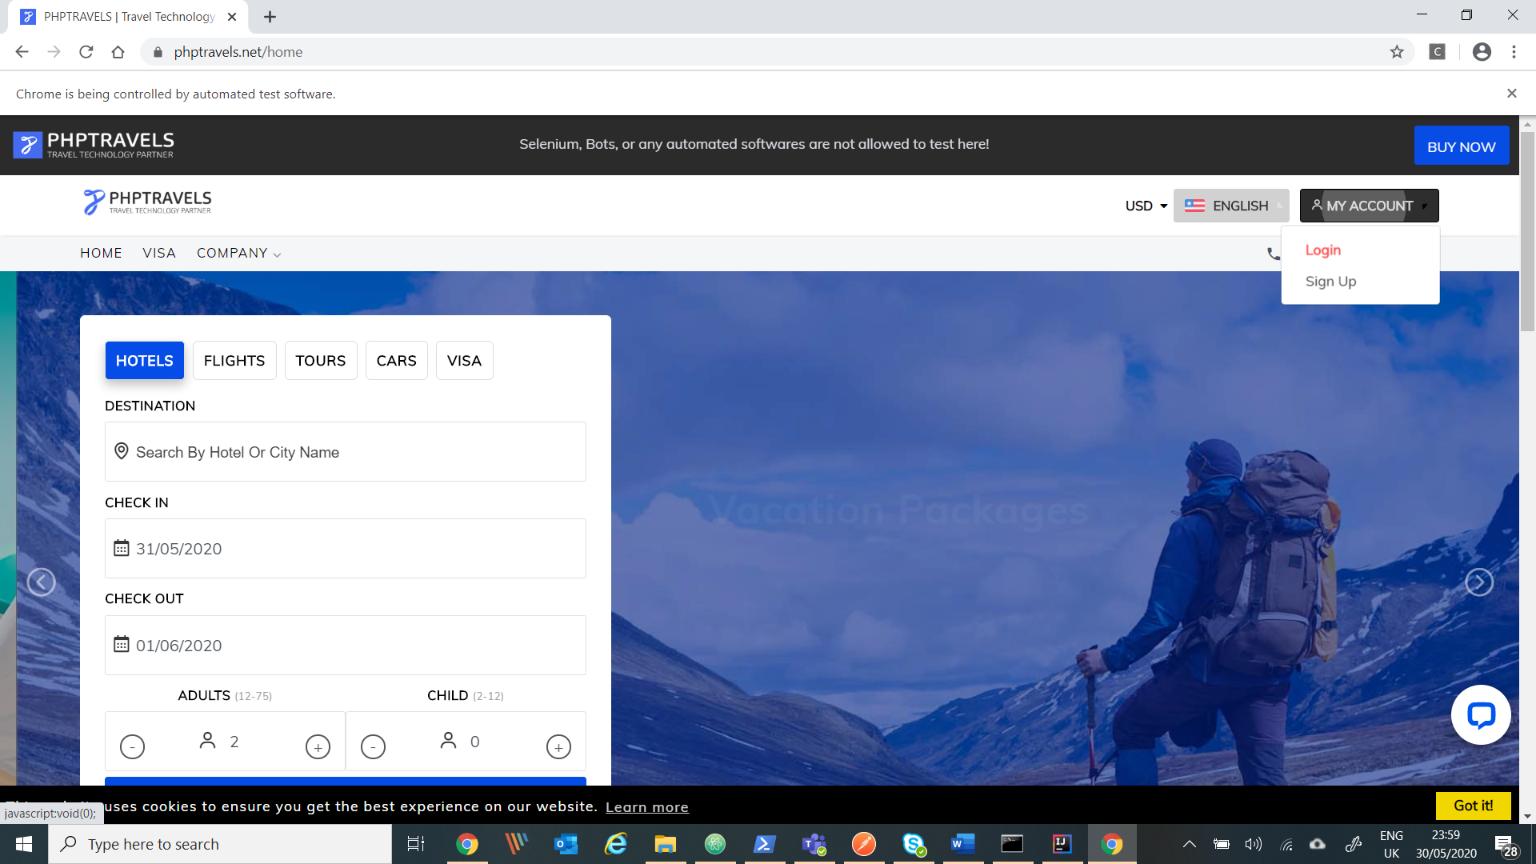 PHPTRAVELS | Travel Technology
phptravels.net/home
C
Chrome is being controlled by automated test software.
PHPTRAVELS
TRAVEL TECHNOLOGY PARTNER
Selenium, Bots, or any automated softwares are not allowed to test here!
BUY NOW
PHPTRAVELS
TRAVEL TECHNOLOGY PARTNER
USD
ENGLISH
MY ACCOUNT
HOME
VISA
COMPANY
Login
Sign Up
HOTELS
FLIGHTS
TOURS
CARS
VISA
DESTINATION
Search By Hotel Or City Name
Vacation Packages
CHECK IN
31/05/2020
CHECK OUT
01/06/2020
ADULTS (12-75)
CHILD (2-12)
- 2 +
- 0 +
uses cookies to ensure you get the best experience on our website. Learn more
Got it!
javascript:void(0);
Type here to search
ENG
UK
23:59
30/05/2020
28